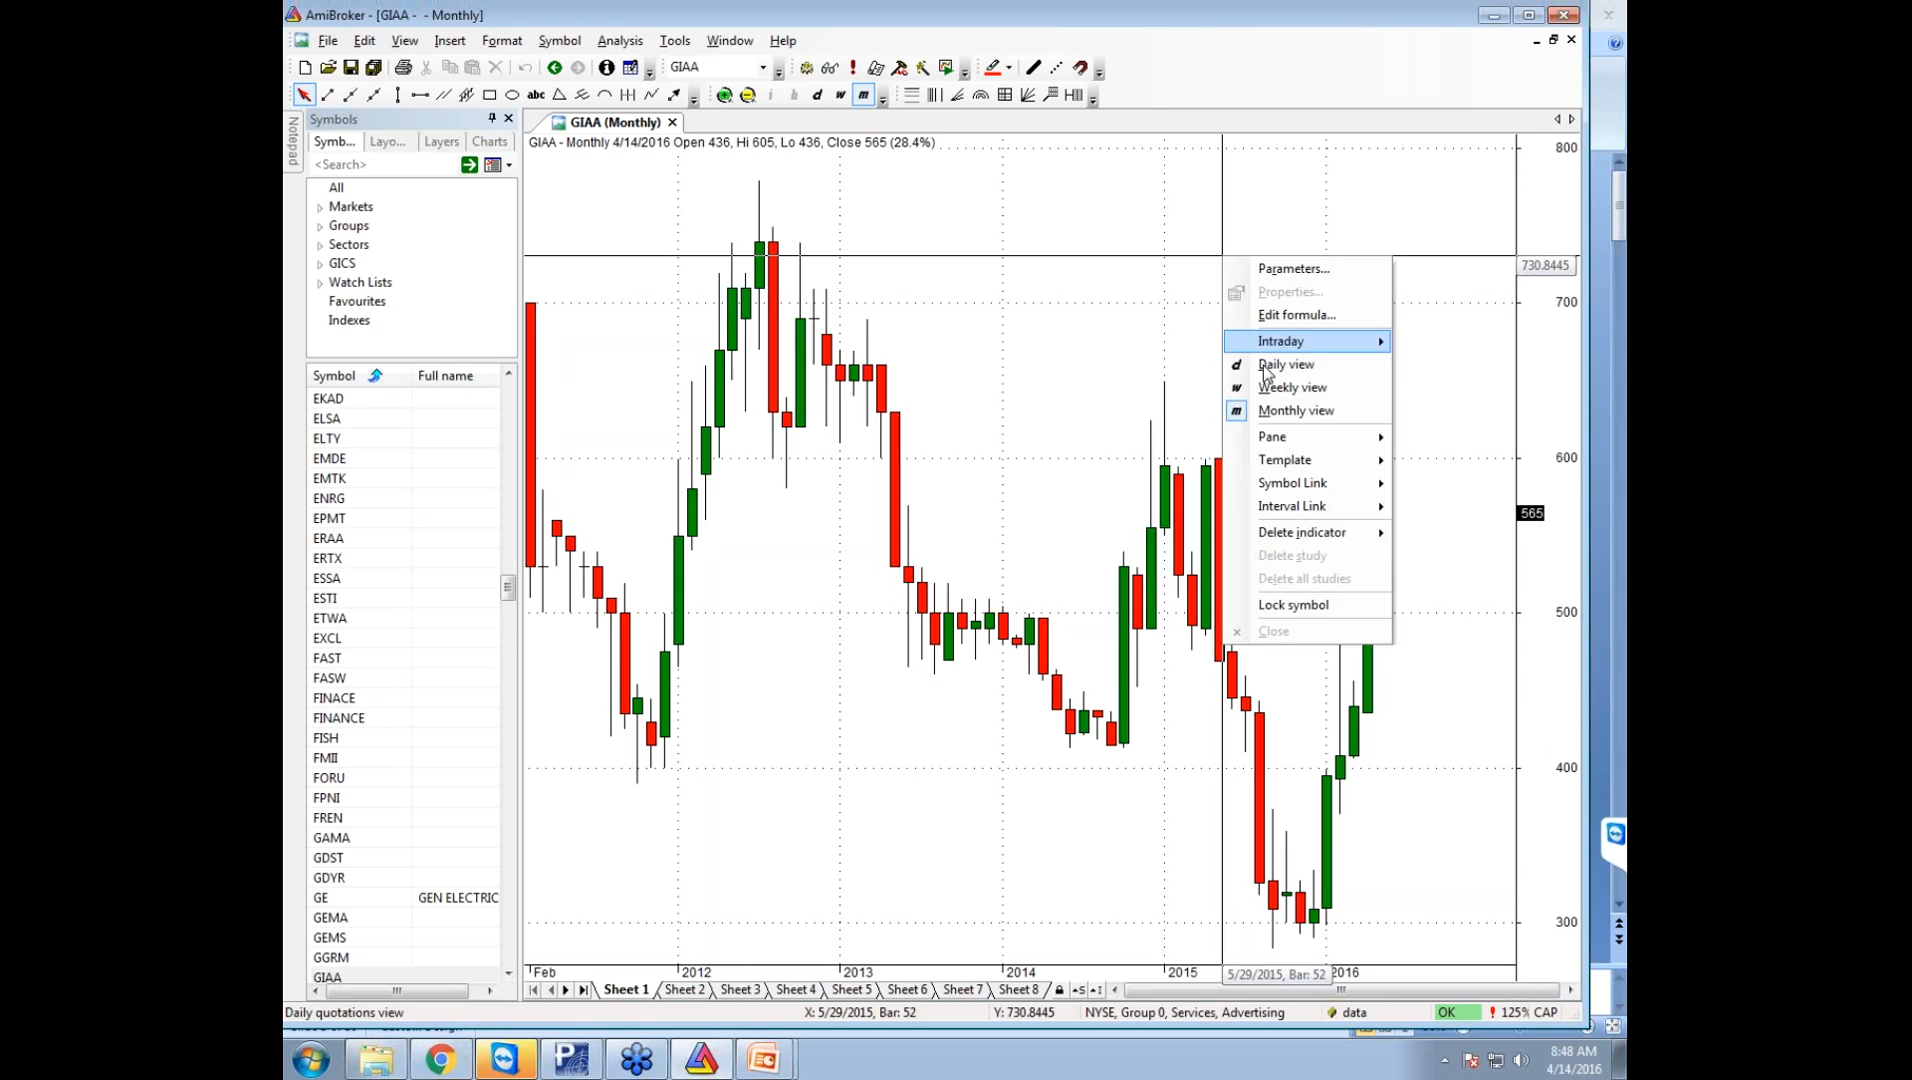 AmiBroker - [GIAA - - Monthly]
File Edit View Insert Format Symbol Analysis Tools Window Help
GIAA
abc i h d w m
Notepad
Symbols
Symb... Layo... Layers Charts
<Search>
All
Markets
Groups
Sectors
GICS
Watch Lists
Favourites
Indexes
Symbol Full name
EKAD
ELSA
ELTY
EMDE
EMTK
ENRG
EPMT
ERAA
ERTX
ESSA
ESTI
ETWA
EXCL
FAST
FASW
FINACE
FINANCE
FISH
FMII
FORU
FPNI
FREN
GAMA
GDST
GDYR
GE GEN ELECTRIC
GEMA
GEMS
GGRM
GIAA
GIAA (Monthly)
GIAA - Monthly 4/14/2016 Open 436, Hi 605, Lo 436, Close 565 (28.4%)
800
730.8445
700
600
565
500
400
300
Parameters...
Properties...
Edit formula...
Intraday
d Daily view
w Weekly view
m Monthly view
Pane
Template
Symbol Link
Interval Link
Delete indicator
Delete study
Delete all studies
Lock symbol
Close
Feb 2012 2013 2014 2015 2016
5/29/2015, Bar: 52
Sheet 1 Sheet 2 Sheet 3 Sheet 4 Sheet 5 Sheet 6 Sheet 7 Sheet 8
Daily quotations view X: 5/29/2015, Bar: 52 Y: 730.8445 NYSE, Group 0, Services, Advertising data OK 125% CAP
8:48 AM
4/14/2016